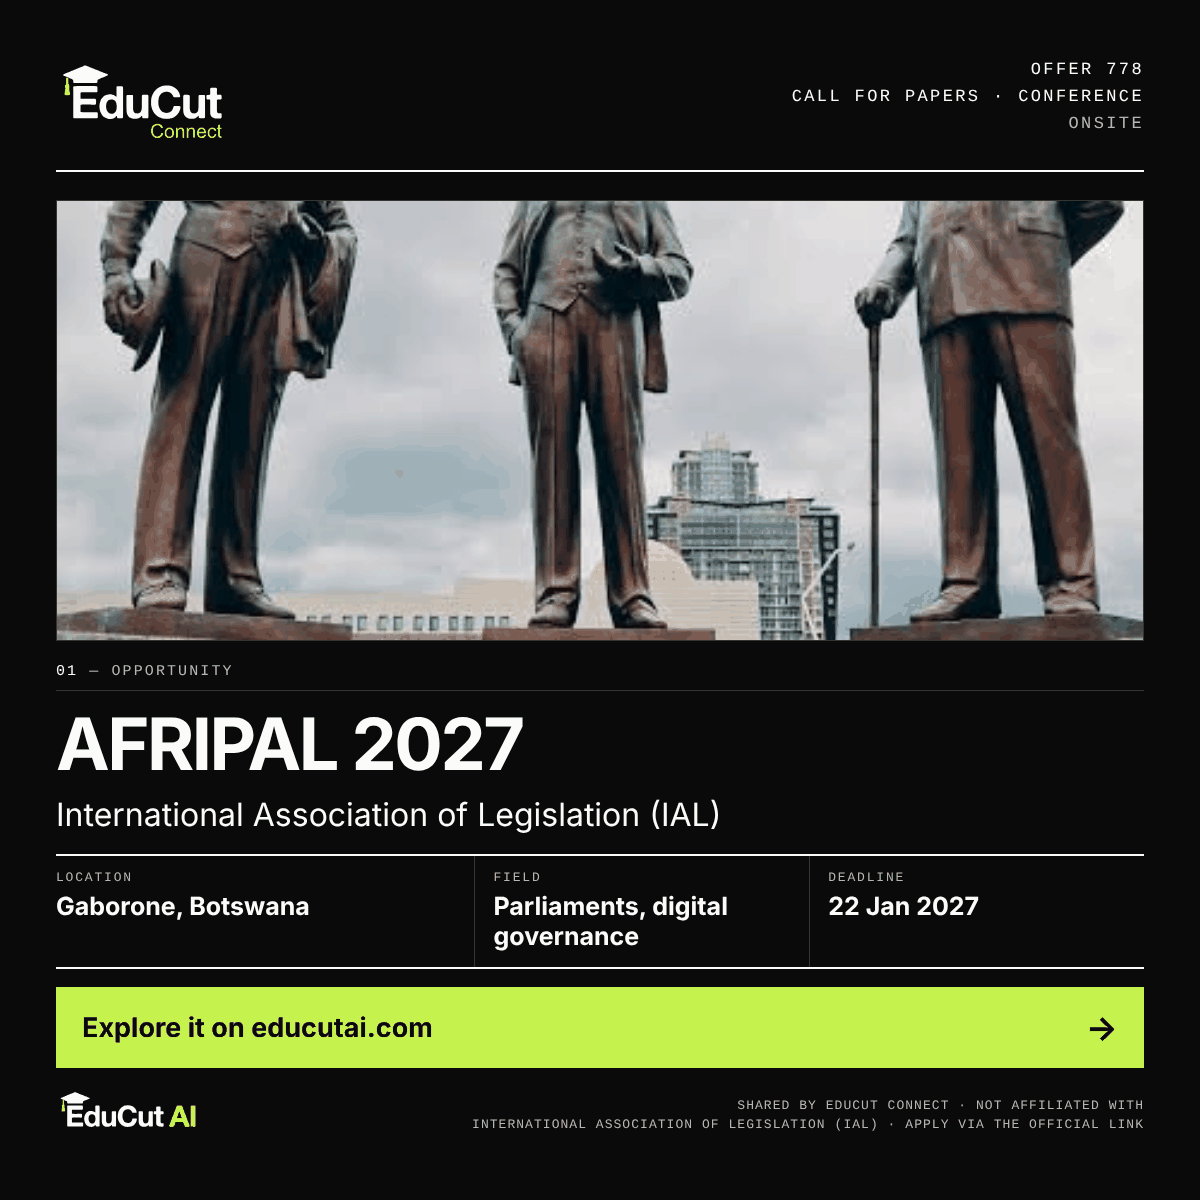 EduCut
Connect
OFFER 778
CALL FOR PAPERS · CONFERENCE
ONSITE
01 — OPPORTUNITY
AFRIPAL 2027
International Association of Legislation (IAL)
LOCATION
Gaborone, Botswana
FIELD
Parliaments, digital
governance
DEADLINE
22 Jan 2027
Explore it on educutai.com →
EduCut AI
SHARED BY EDUCUT CONNECT · NOT AFFILIATED WITH
INTERNATIONAL ASSOCIATION OF LEGISLATION (IAL) · APPLY VIA THE OFFICIAL LINK